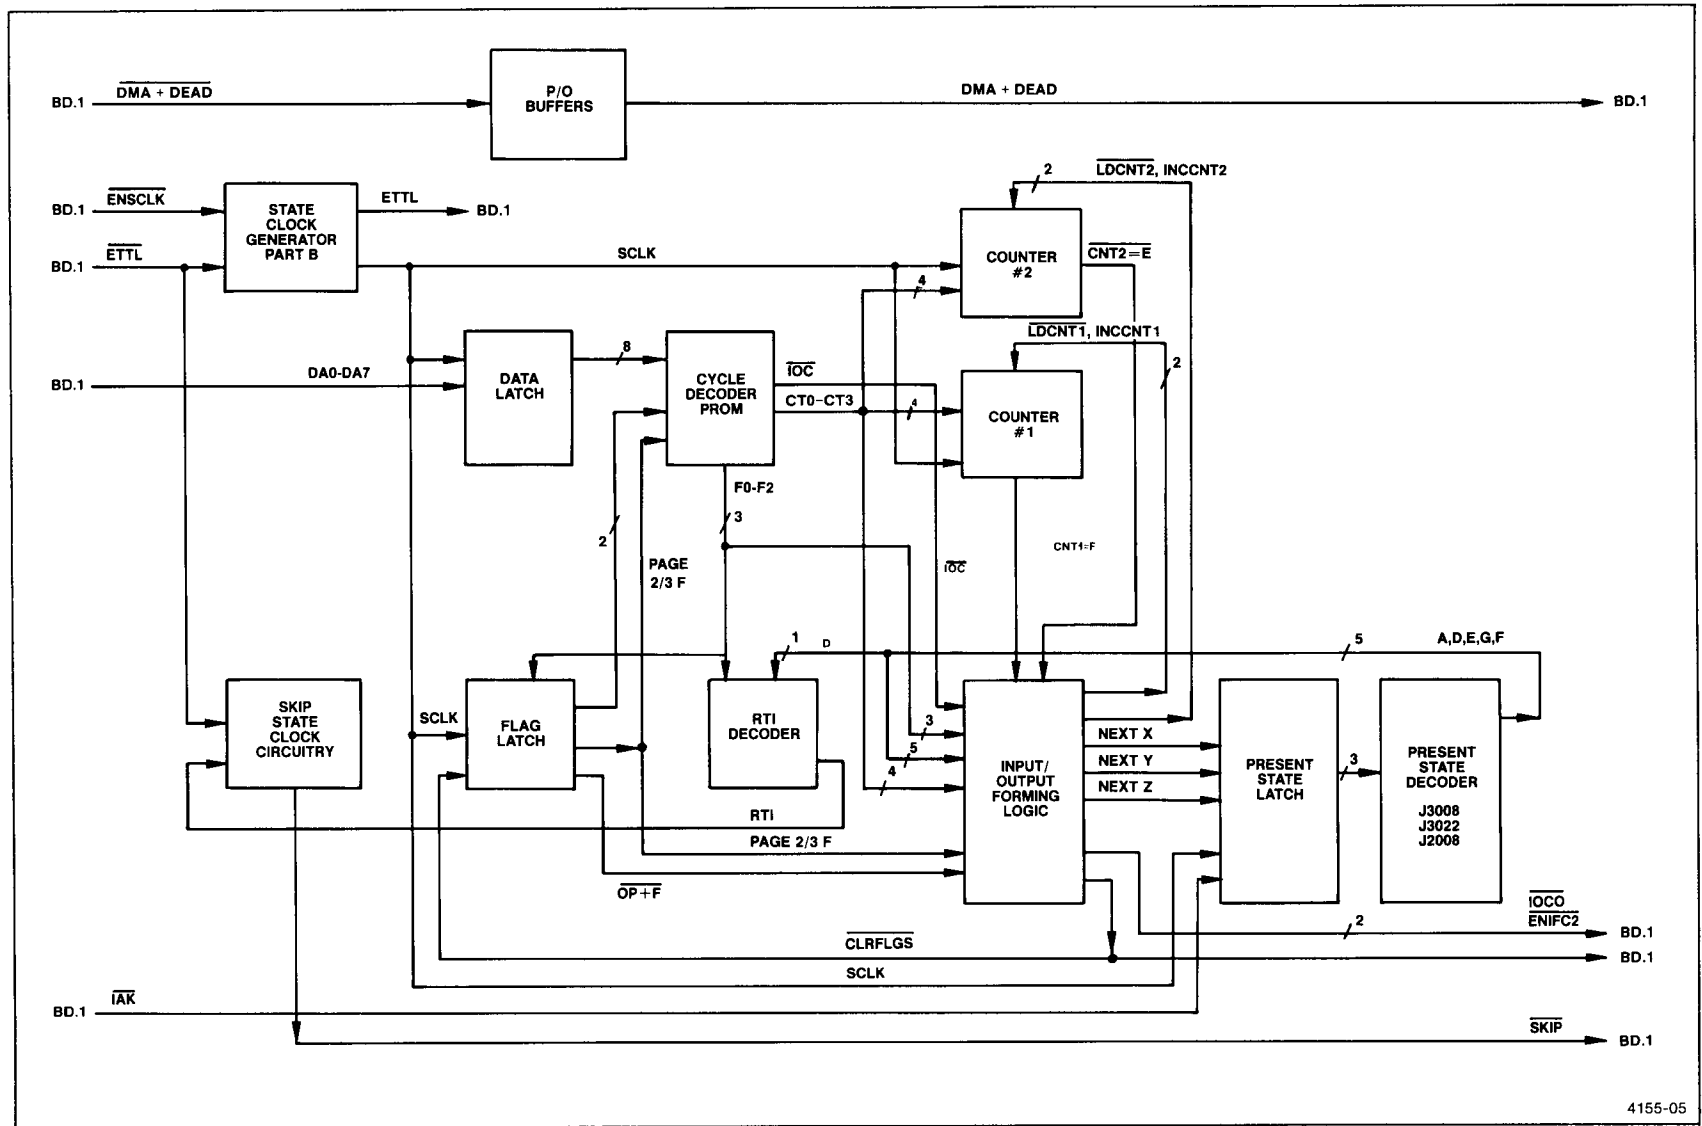 BD.1
DMA + DEAD
P/O
BUFFERS
DMA + DEAD
BD.1
BD.1
ENSCLK
STATE
CLOCK
GENERATOR
PART B
ETTL
BD.1
BD.1
ETTL
SCLK
2
LDCNT2, INCCNT2
COUNTER
#2
CNT2=E
4
LDCNT1, INCCNT1
2
BD.1
DA0-DA7
DATA
LATCH
8
CYCLE
DECODER
PROM
IOC
CT0-CT3
4
COUNTER
#1
F0-F2
3
2
PAGE
2/3 F
IOC
CNT1=F
1
D
5
A,D,E,G,F
SKIP
STATE
CLOCK
CIRCUITRY
SCLK
FLAG
LATCH
RTI
DECODER
3
5
4
INPUT/
OUTPUT
FORMING
LOGIC
NEXT X
NEXT Y
NEXT Z
PRESENT
STATE
LATCH
3
PRESENT
STATE
DECODER
J3008
J3022
J2008
RTI
PAGE 2/3 F
OP+F
IOCO
2
ENIFC2
BD.1
CLRFLGS
BD.1
SCLK
BD.1
IAK
SKIP
BD.1
4155-05